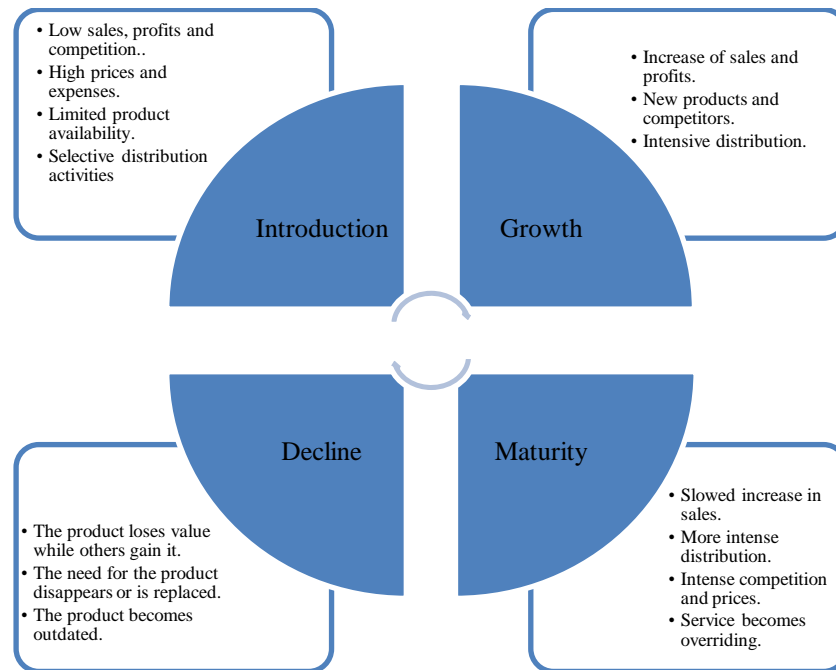 • Low sales, profits and
competition..
• High prices and
expenses.
• Limited product
availability.
• Selective distribution
activities
• Increase of sales and
profits.
• New products and
competitors.
• Intensive distribution.
Introduction
Growth
Decline
Maturity
• The product loses value
while others gain it.
• The need for the product
disappears or is replaced.
• The product becomes
outdated.
• Slowed increase in
sales.
• More intense
distribution.
• Intense competition
and prices.
• Service becomes
overriding.